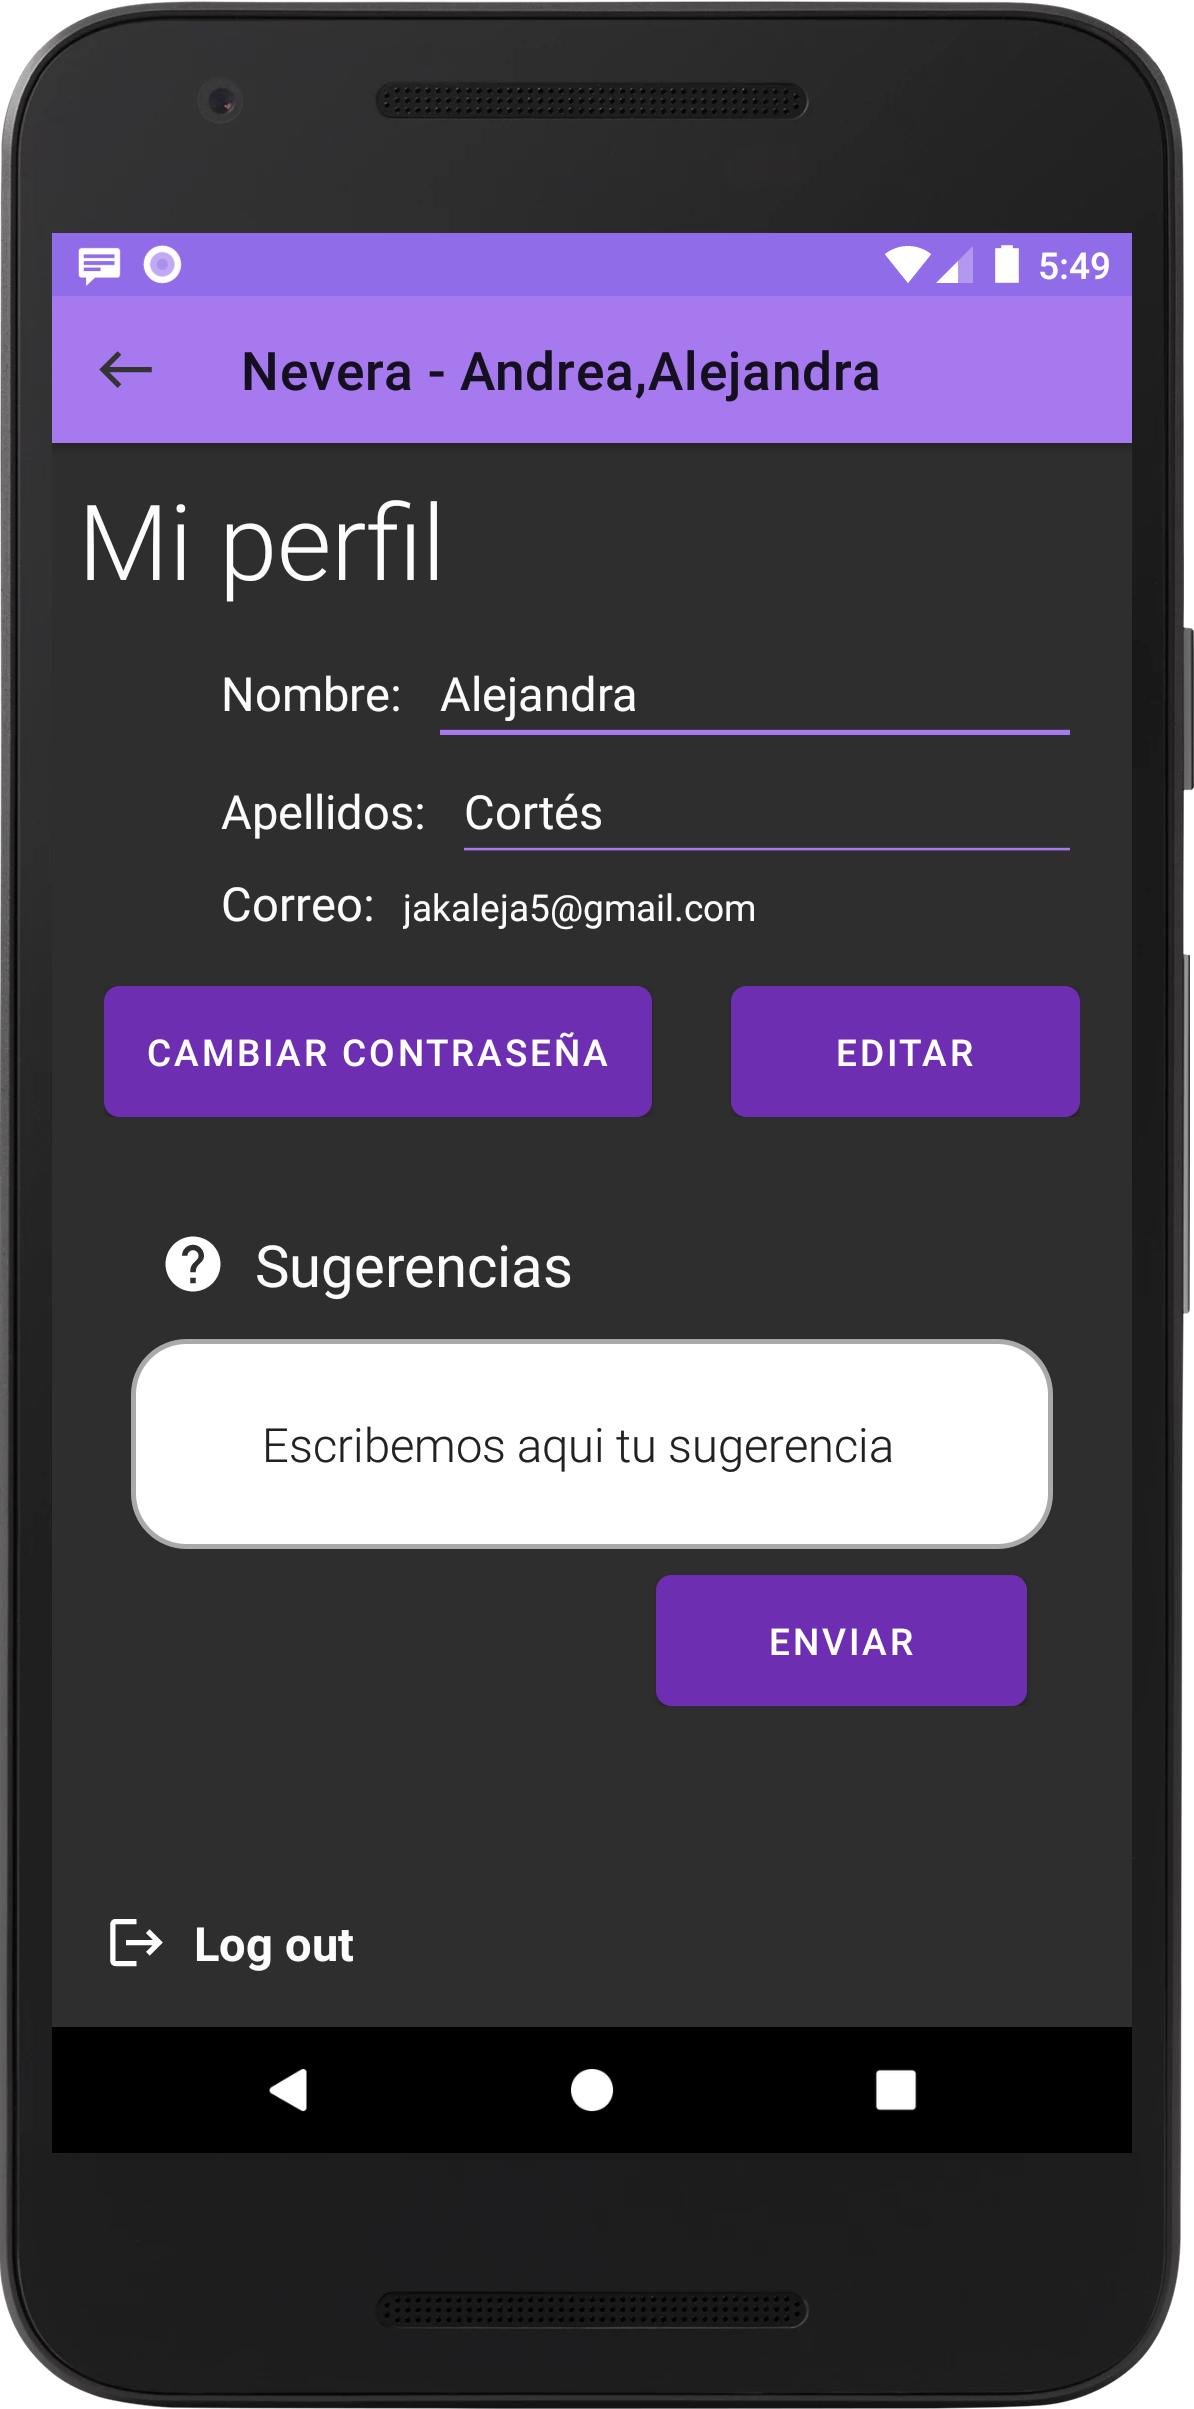 5:49
Nevera - Andrea,Alejandra
Mi perfil
Nombre: Alejandra
Apellidos: Cortés
Correo: jakaleja5@gmail.com
CAMBIAR CONTRASEÑA EDITAR
Sugerencias
Escribemos aqui tu sugerencia
ENVIAR
Log out